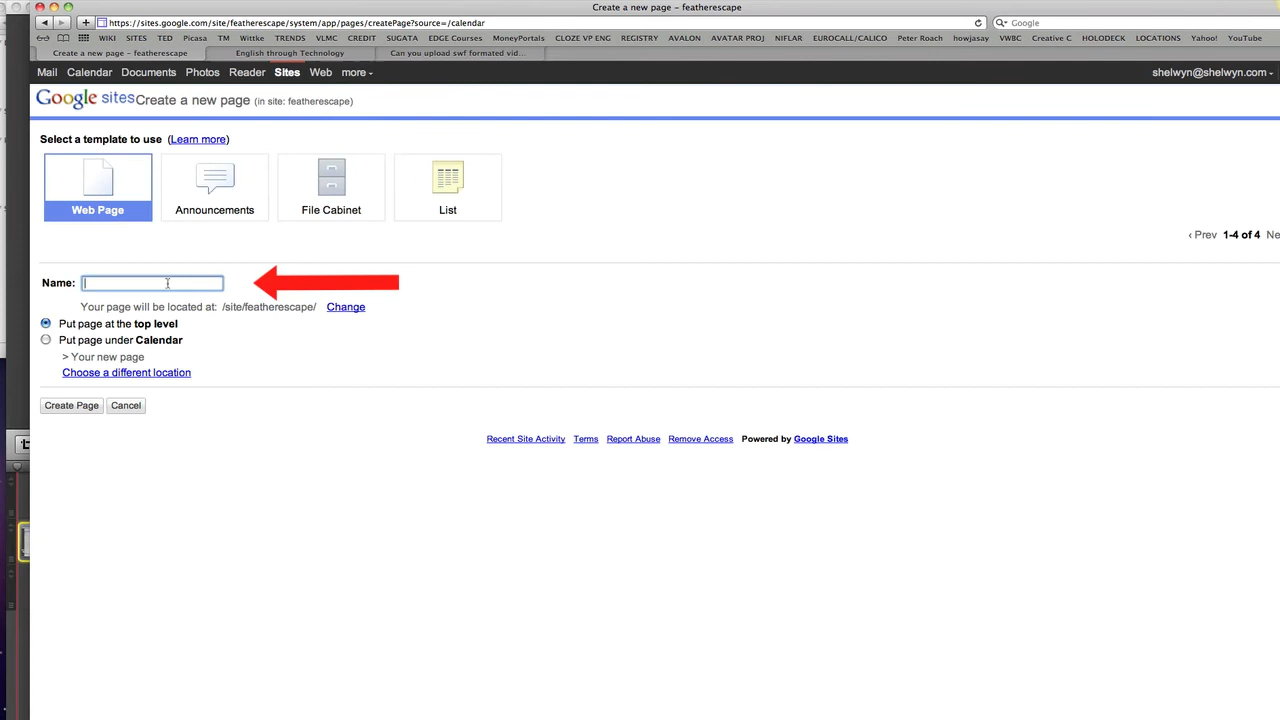 Create a new page – featherescape
https://sites.google.com/site/featherescape/system/app/pages/createPage?source=/calendar
Google
WIKI SITES TED Picasa TM Wittke TRENDS VLMC CREDIT SUGATA EDGE Courses MoneyPortals CLOZE VP ENG REGISTRY AVALON AVATAR PROJ NIFLAR EUROCALL/CALICO Peter Roach howjasay VWBC Creative C HOLODECK LOCATIONS Yahoo! YouTube
Create a new page – featherescape English through Technology Can you upload swf formated vid...
Mail Calendar Documents Photos Reader Sites Web more shelwyn@shelwyn.com
Google sites Create a new page (in site: featherescape)
Select a template to use (Learn more)
Web Page Announcements File Cabinet List
‹ Prev 1-4 of 4 Ne
Name:
Your page will be located at: /site/featherescape/ Change
Put page at the top level
Put page under Calendar
> Your new page
Choose a different location
Create Page Cancel
Recent Site Activity Terms Report Abuse Remove Access Powered by Google Sites